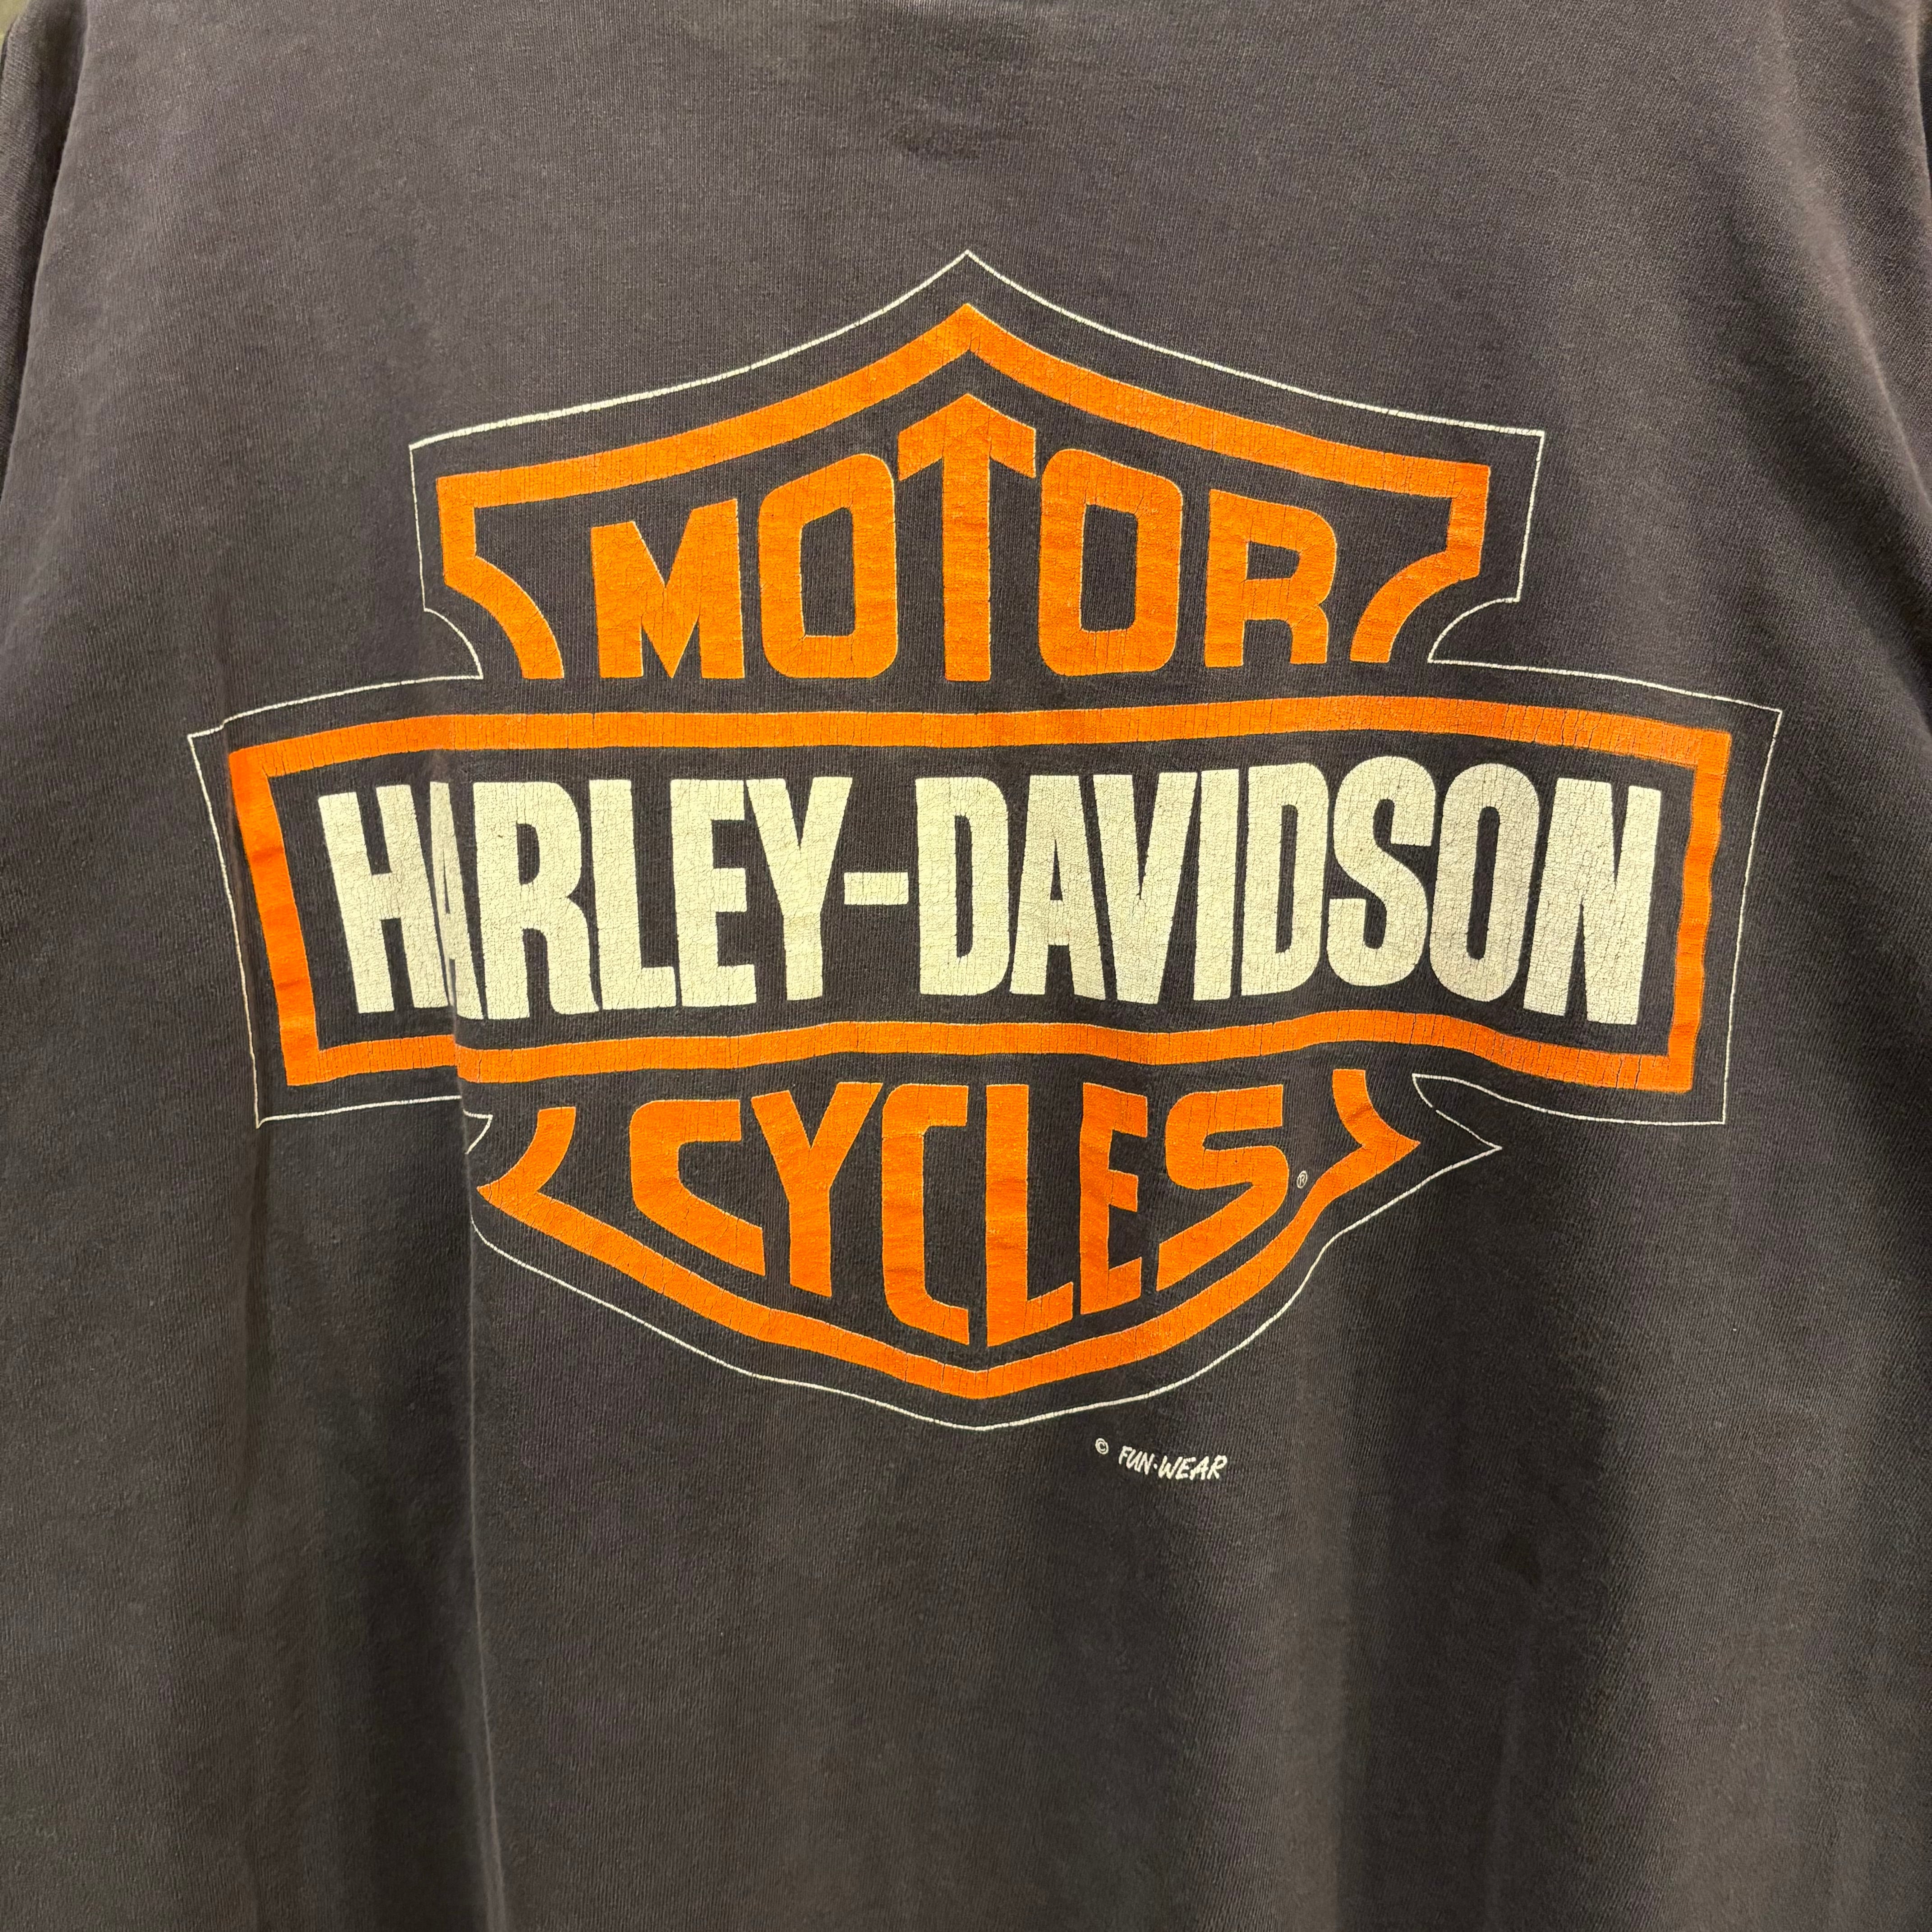 MOTOR
HARLEY-DAVIDSON
CYCLES ®
© FUN·WEAR